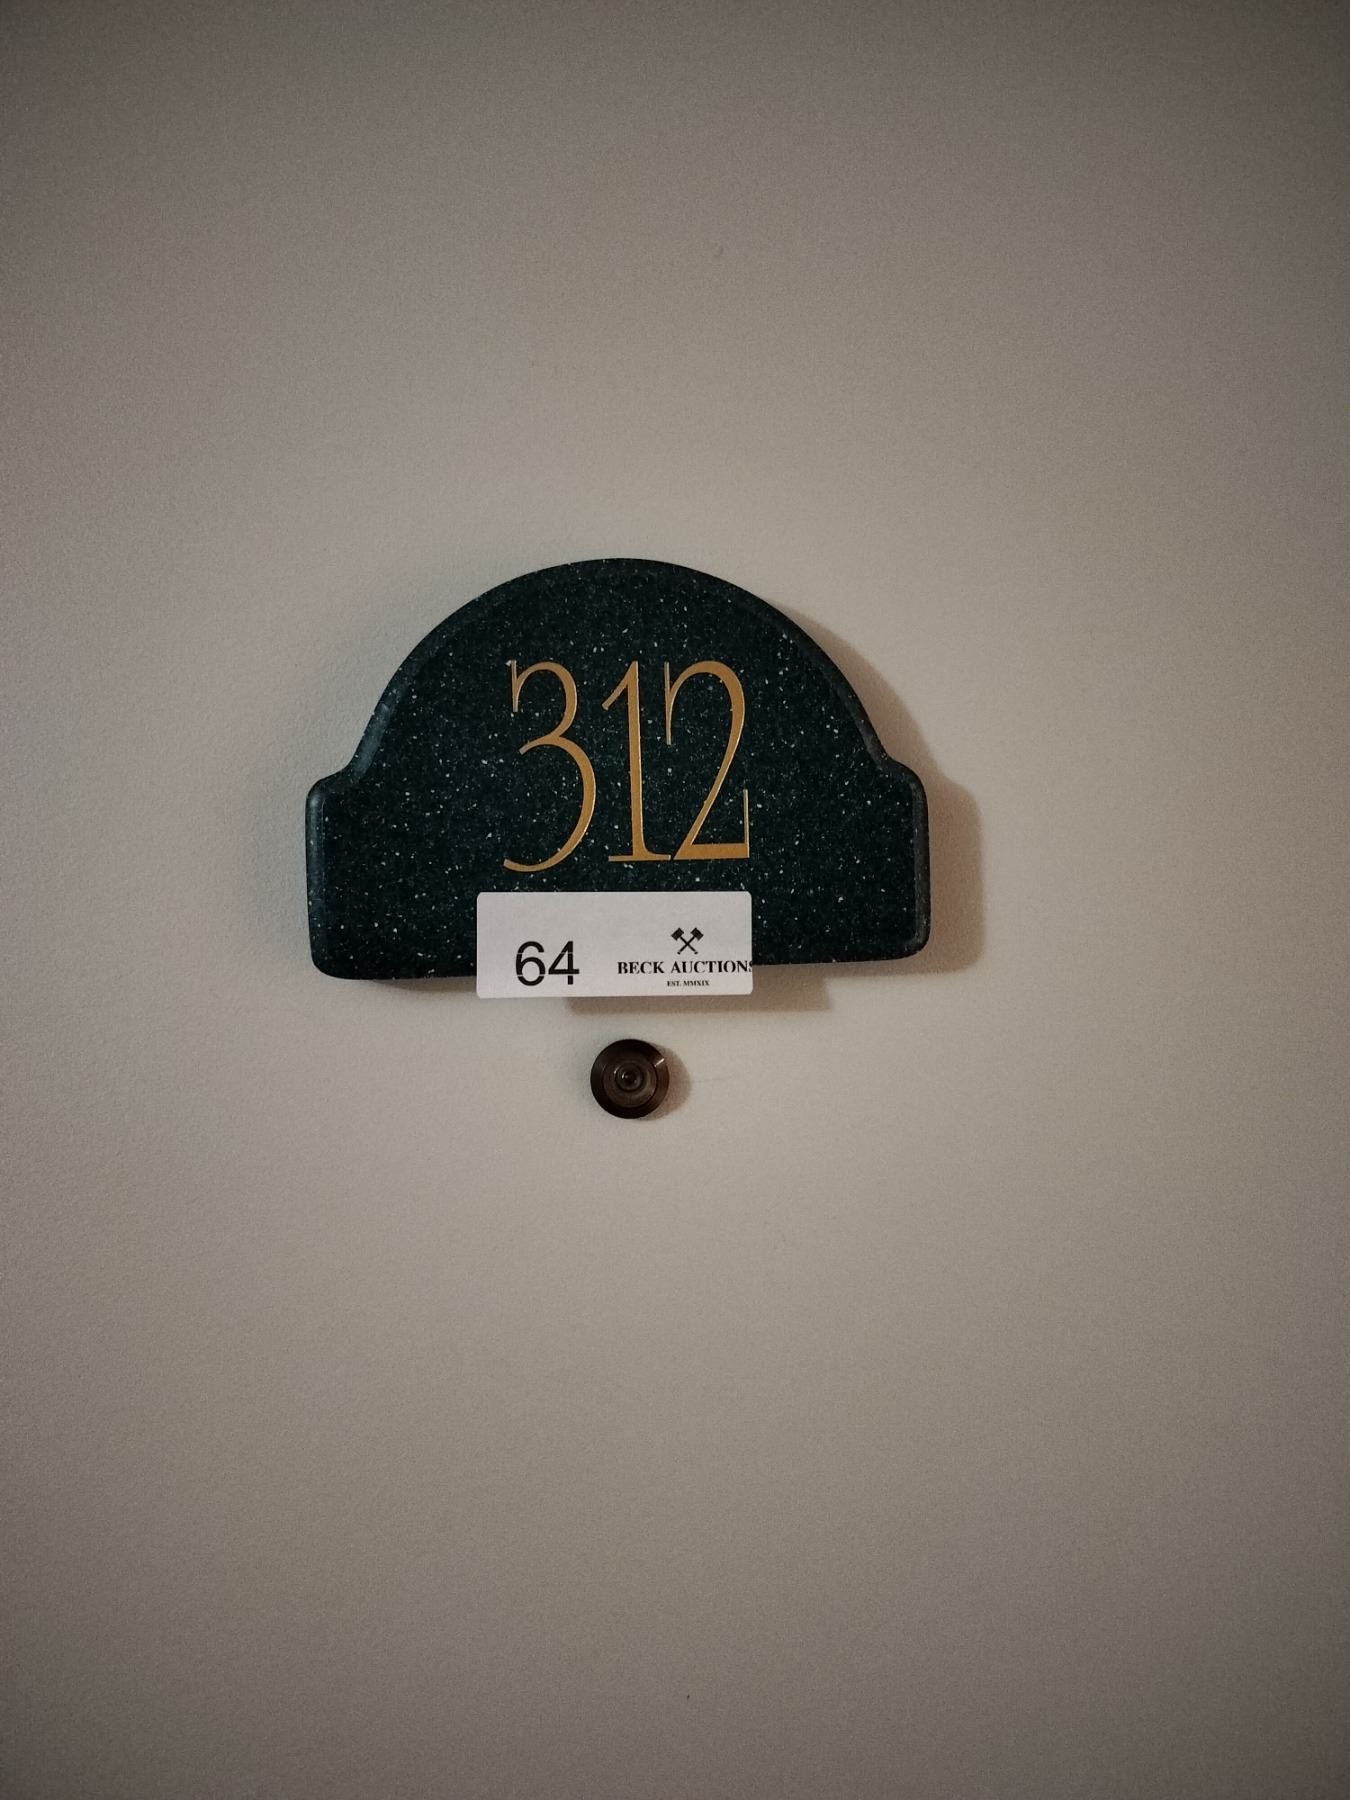 312
64
BECK AUCTIONS
EST. MMXIX